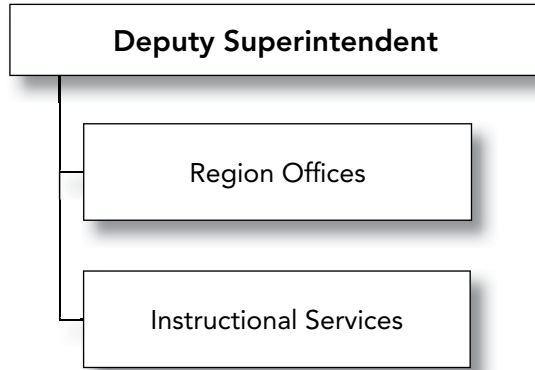 Deputy Superintendent
Region Offices
Instructional Services